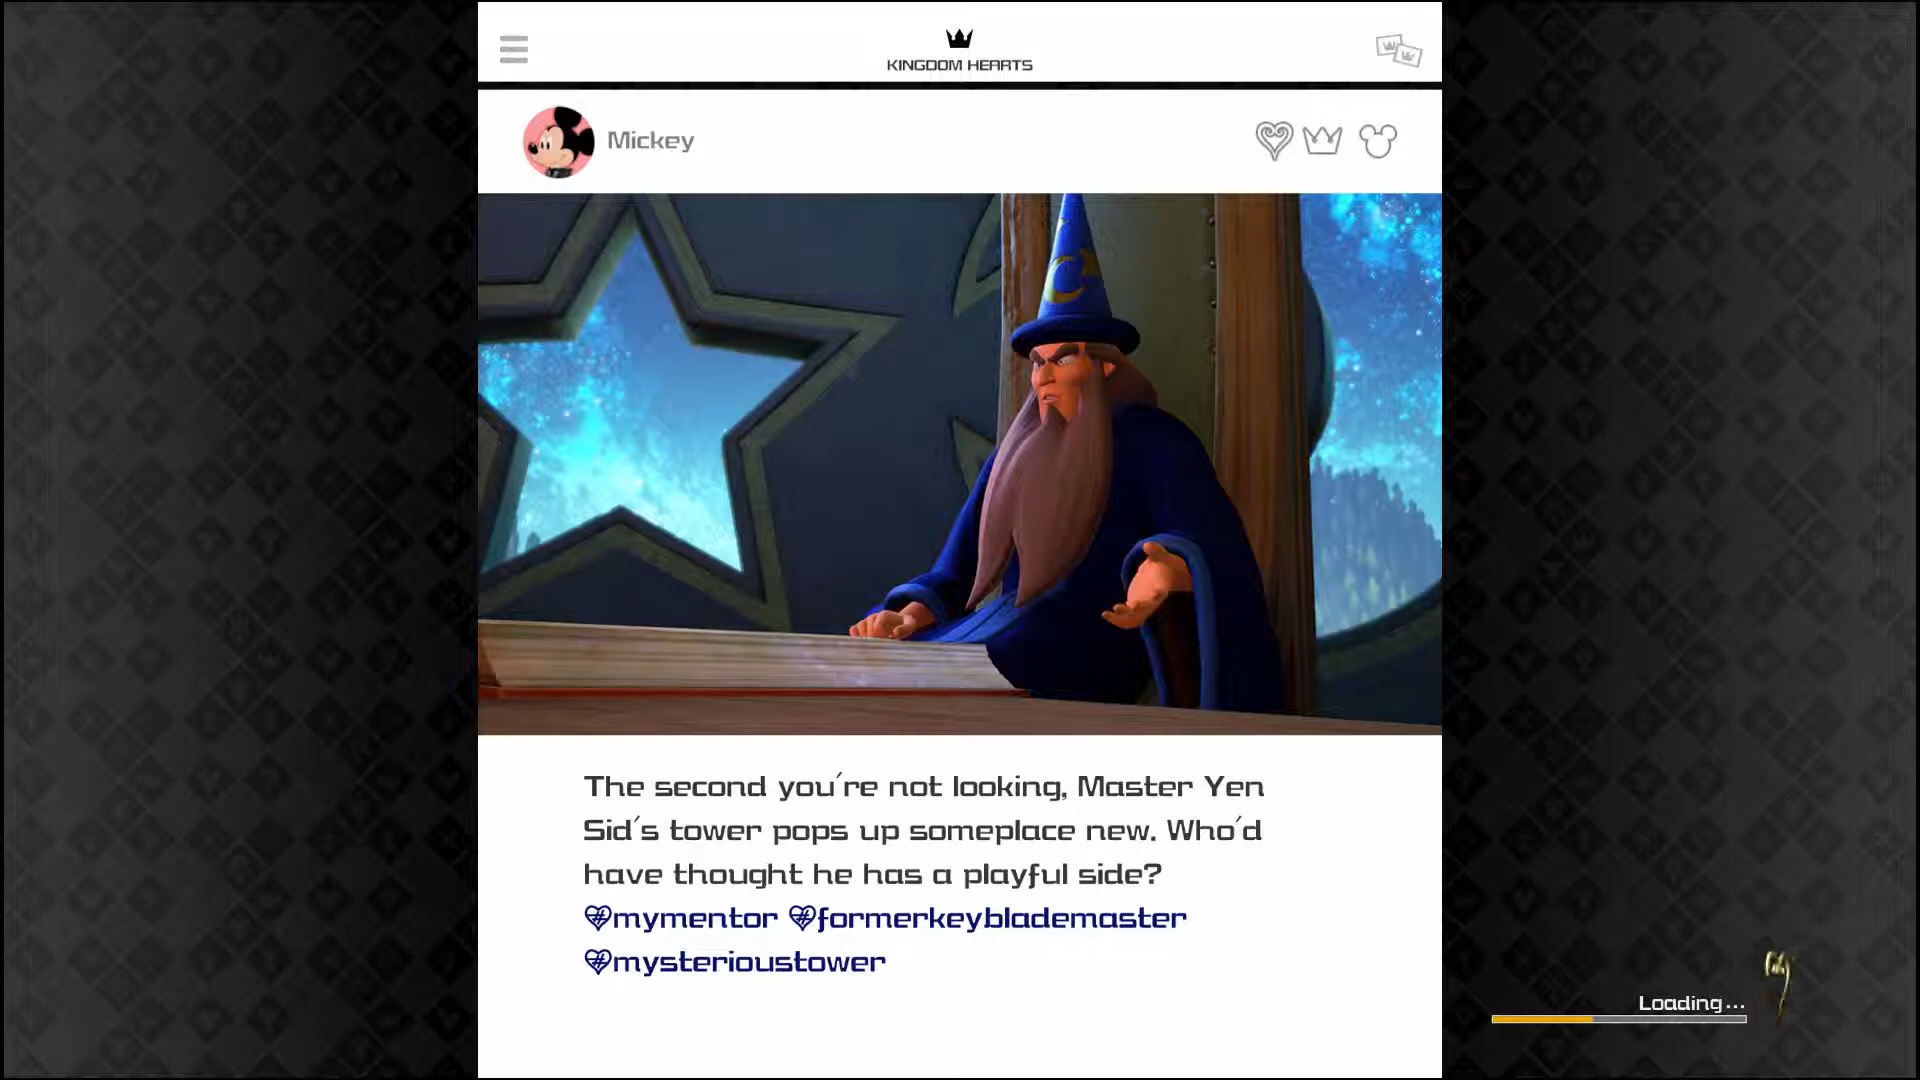 KINGDOM HEARTS
Mickey
The second you're not looking, Master Yen
Sid's tower pops up someplace new. Who'd
have thought he has a playful side?
#mymentor #formerkeyblademaster
#mysterioustower
Loading...